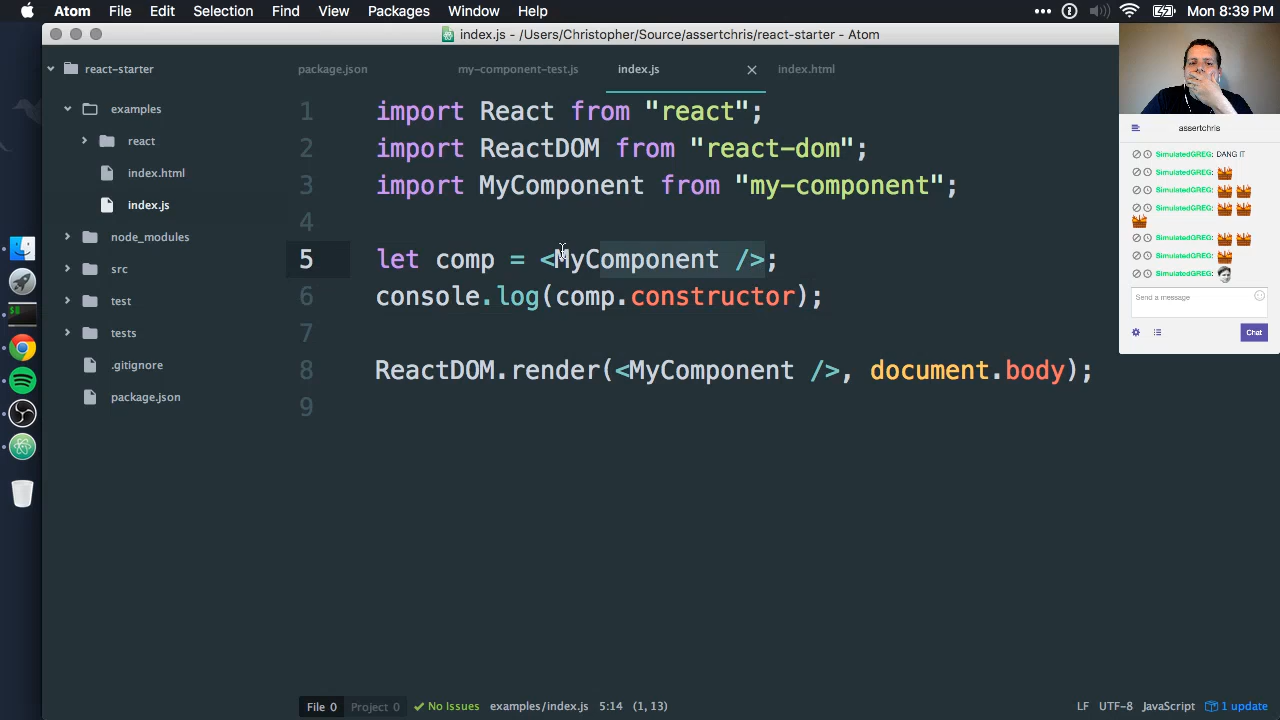 Atom File Edit Selection Find View Packages Window Help Mon 8:39 PM
index.js - /Users/Christopher/Source/assertchris/react-starter - Atom
react-starter
package.json my-component-test.js index.js index.html
examples
react
index.html
index.js
node_modules
src
test
tests
.gitignore
package.json
1 import React from "react";
2 import ReactDOM from "react-dom";
3 import MyComponent from "my-component";
4
5 let comp = <MyComponent />;
6 console.log(comp.constructor);
7
8 ReactDOM.render(<MyComponent />, document.body);
9
assertchris
SimulatedGREG: DANG IT
SimulatedGREG:
SimulatedGREG:
SimulatedGREG:
SimulatedGREG:
SimulatedGREG:
SimulatedGREG:
Send a message
Chat
File 0 Project 0 No Issues examples/index.js 5:14 (1, 13) LF UTF-8 JavaScript 1 update